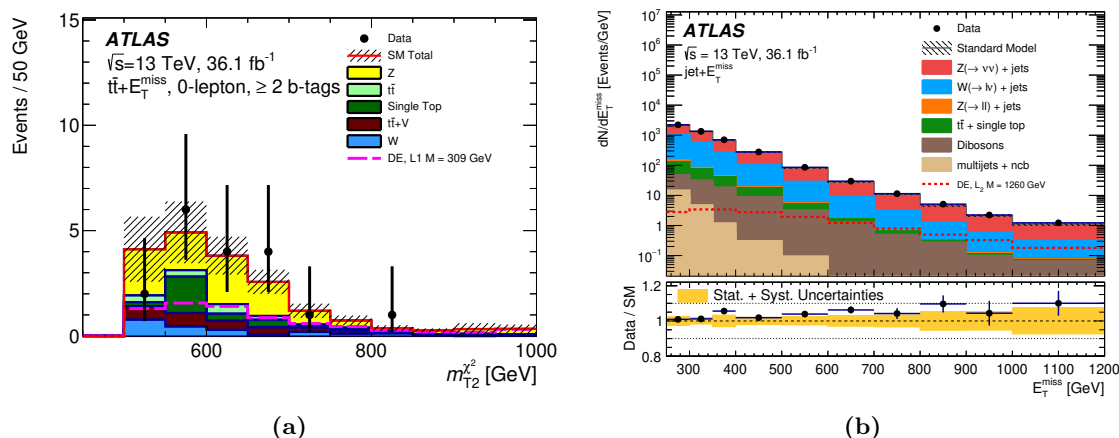 ATLAS
√s=13 TeV, 36.1 fb⁻¹
tt̄+E_T^miss, 0-lepton, ≥ 2 b-tags
Data
SM Total
Z
tt̄
Single Top
tt̄+V
W
DE, L1 M = 309 GeV
Events / 50 GeV
15
10
5
0
600
800
1000
m_T2^χ² [GeV]
(a)
ATLAS
√s = 13 TeV, 36.1 fb⁻¹
jet+E_T^miss
Data
Standard Model
Z(→ νν) + jets
W(→ lν) + jets
Z(→ ll) + jets
tt̄ + single top
Dibosons
multijets + ncb
DE, L₂ M = 1260 GeV
dN/dE_T^miss [Events/GeV]
10⁷
10⁶
10⁵
10⁴
10³
10²
10
1
10⁻¹
Stat. + Syst. Uncertainties
Data / SM
1.2
1.0
0.8
300 400 500 600 700 800 900 1000 1100 1200
E_T^miss [GeV]
(b)